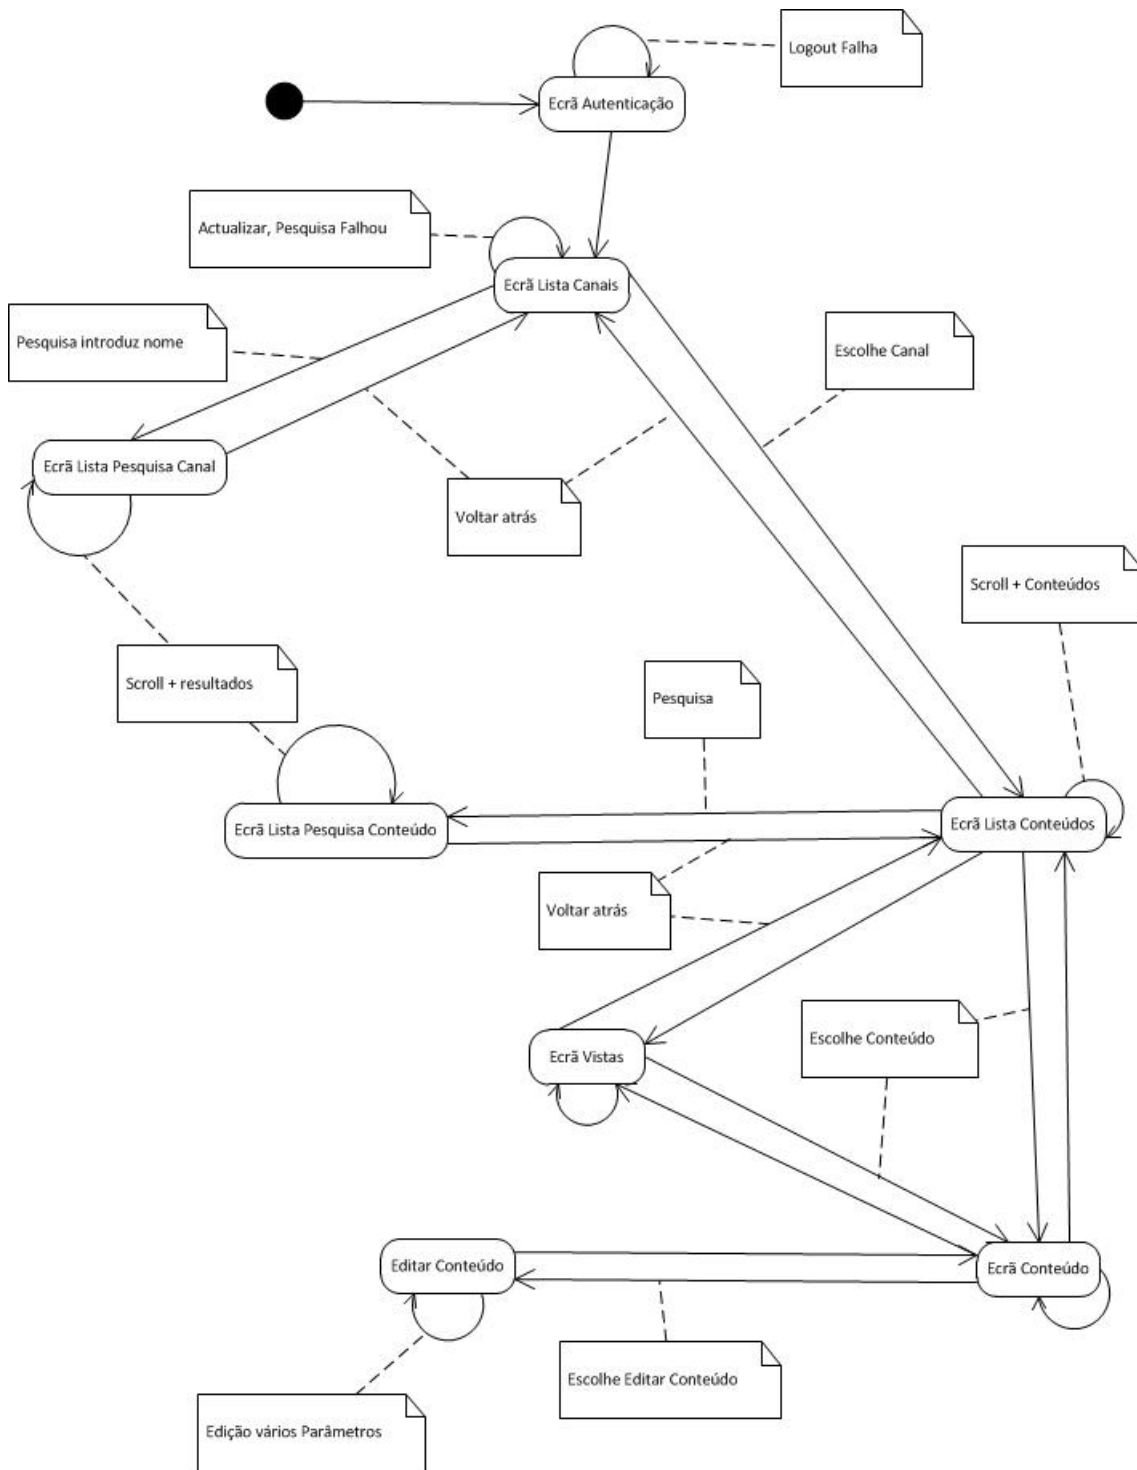 Logout Falha
Ecrã Autenticação
Actualizar, Pesquisa Falhou
Ecrã Lista Canais
Pesquisa introduz nome
Escolhe Canal
Ecrã Lista Pesquisa Canal
Voltar atrás
Scroll + Conteúdos
Scroll + resultados
Pesquisa
Ecrã Lista Pesquisa Conteúdo
Ecrã Lista Conteúdos
Voltar atrás
Escolhe Conteúdo
Ecrã Vistas
Editar Conteúdo
Ecrã Conteúdo
Escolhe Editar Conteúdo
Edição vários Parâmetros